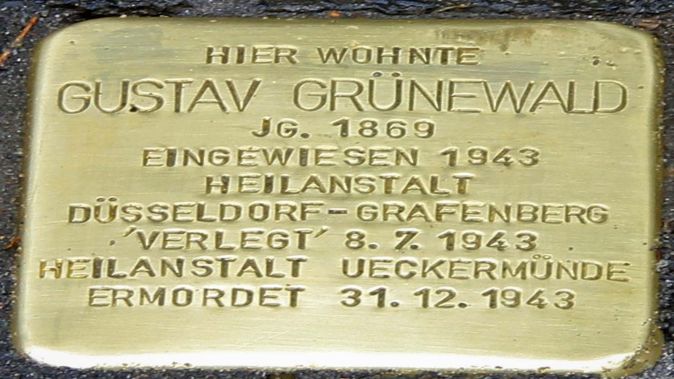 HIER WOHNTE
GUSTAV GRÜNEWALD
JG. 1869
EINGEWIESEN 1943
HEILANSTALT
DÜSSELDORF-GRAFENBERG
'VERLEGT' 8.7.1943
HEILANSTALT UECKERMÜNDE
ERMORDET 31.12.1943